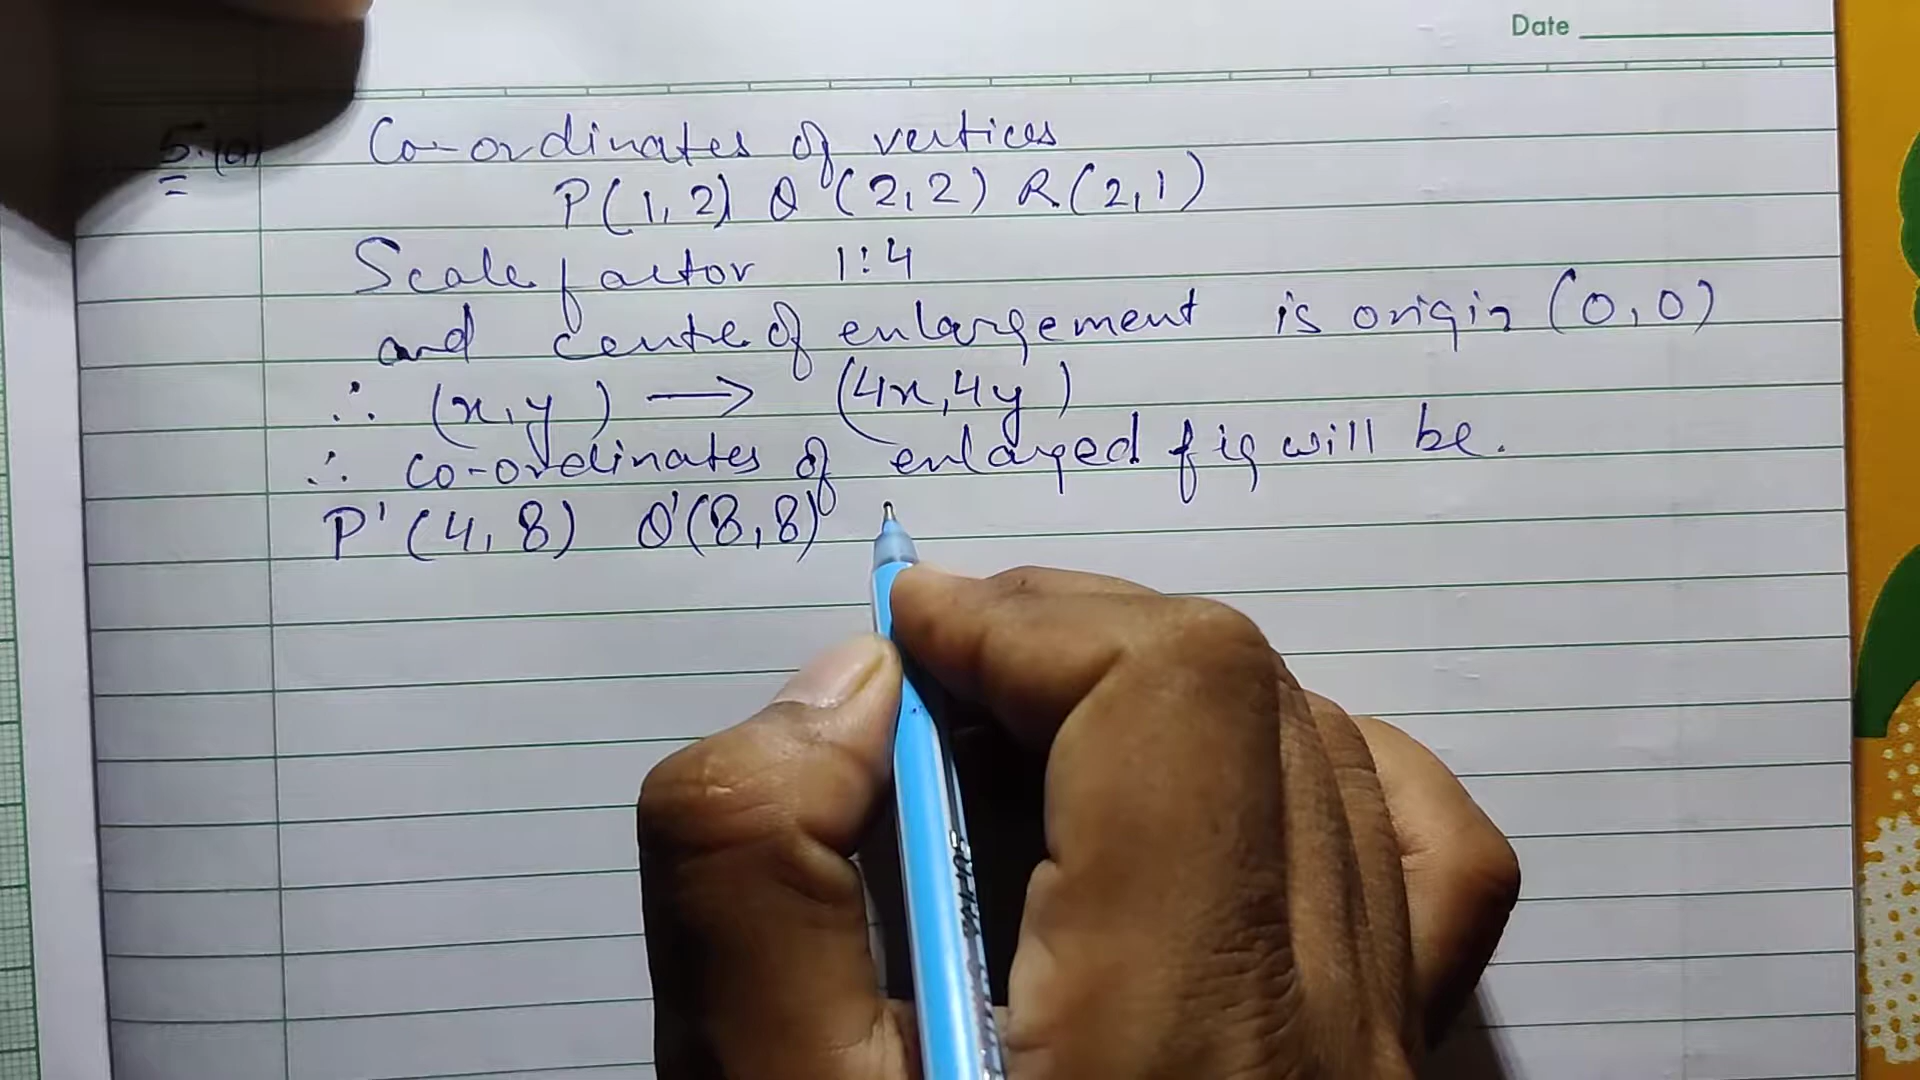 Date
5.(a) Co-ordinates of vertices
P(1,2) Q(2,2) R(2,1)
Scale factor 1:4
and centre of enlargement is origin (0,0)
∴ (x,y) → (4x,4y)
∴ co-ordinates of enlarged fig will be.
P'(4,8) Q'(8,8)